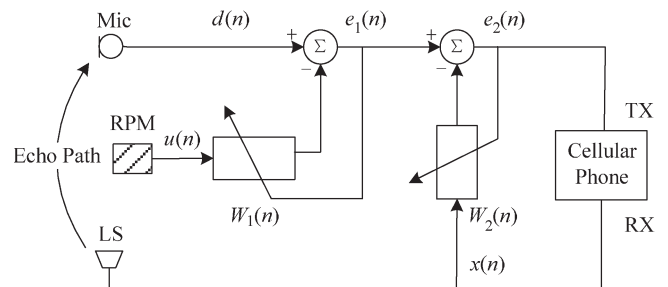 Mic
d(n)
+
Σ
−
e₁(n)
+
Σ
−
e₂(n)
RPM
u(n)
Echo Path
TX
Cellular
Phone
RX
W₁(n)
W₂(n)
LS
x(n)